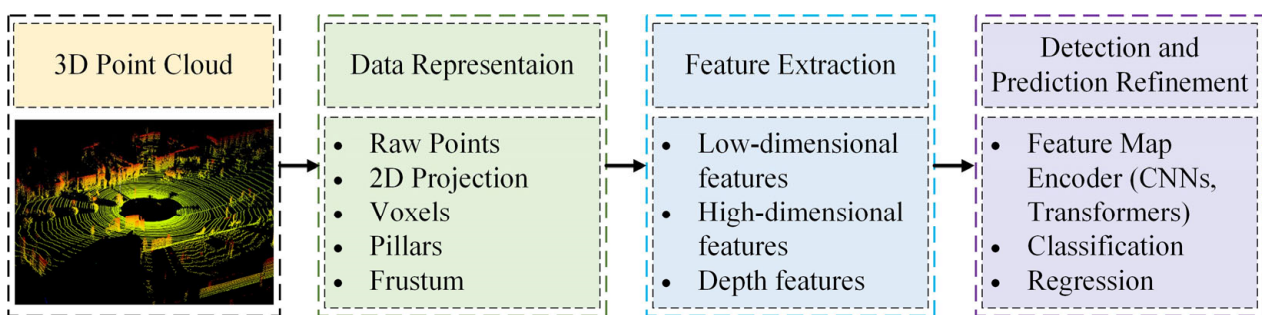 3D Point Cloud
Data Representaion
• Raw Points
• 2D Projection
• Voxels
• Pillars
• Frustum
Feature Extraction
• Low-dimensional
features
• High-dimensional
features
• Depth features
Detection and
Prediction Refinement
• Feature Map
Encoder (CNNs,
Transformers)
• Classification
• Regression